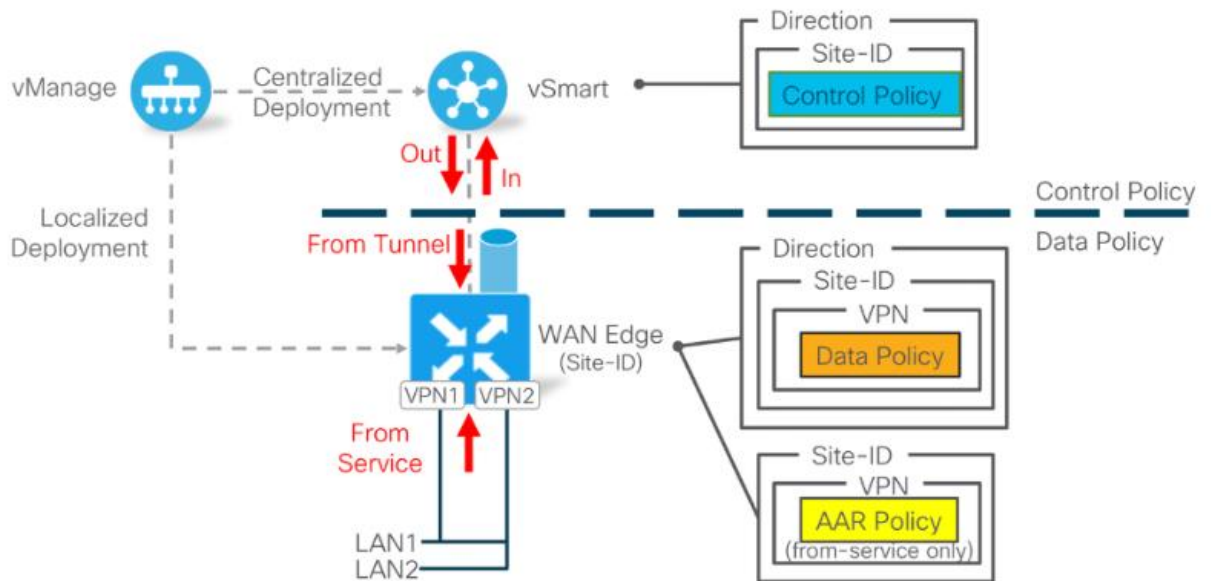 vManage
Centralized
Deployment
vSmart
Direction
Site-ID
Control Policy
Out
In
Localized
Deployment
Control Policy
Data Policy
From Tunnel
WAN Edge
(Site-ID)
VPN1
VPN2
Direction
Site-ID
VPN
Data Policy
From
Service
Site-ID
VPN
AAR Policy
(from-service only)
LAN1
LAN2